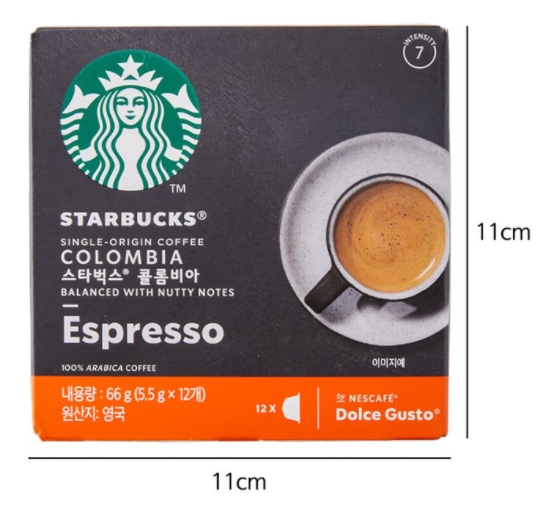 INTENSITY
7
TM
STARBUCKS®
SINGLE-ORIGIN COFFEE
COLOMBIA
스타벅스® 콜롬비아
BALANCED WITH NUTTY NOTES
Espresso
이미지예
100% ARABICA COFFEE
내용량 : 66 g (5,5 g × 12개)
원산지: 영국
12 X
by NESCAFÉ®
Dolce Gusto®
11cm
11cm